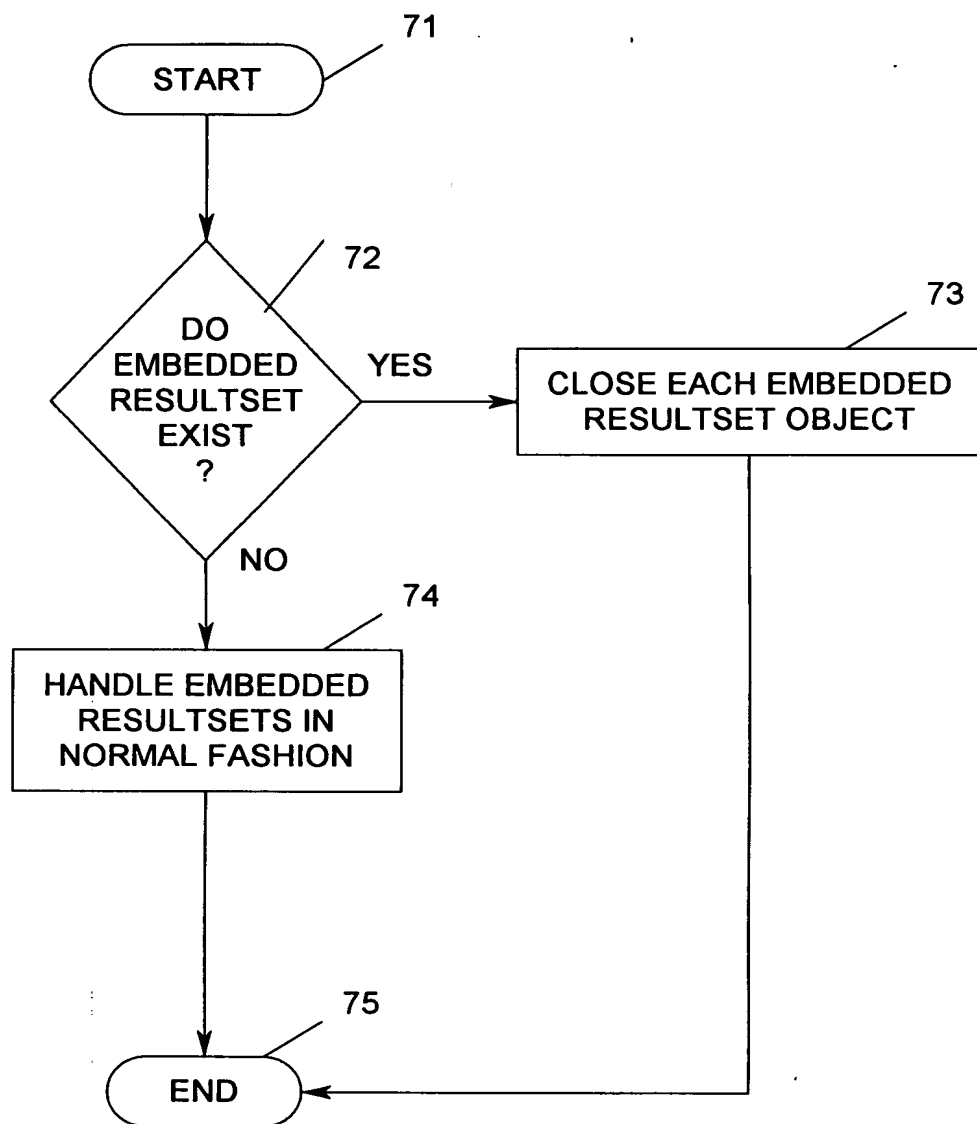 71
START
72
DO
EMBEDDED
RESULTSET
EXIST
?
YES
73
CLOSE EACH EMBEDDED
RESULTSET OBJECT
NO
74
HANDLE EMBEDDED
RESULTSETS IN
NORMAL FASHION
75
END